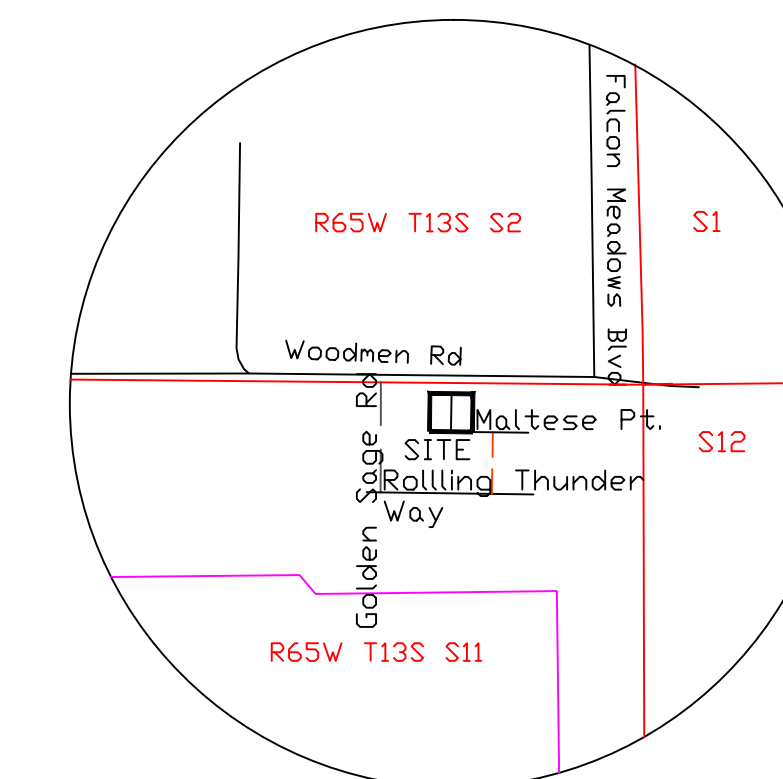 Falcon Meadows Blvd
R65W T13S S2
S1
Woodmen Rd
Golden Sage Rd
Maltese Pt.
SITE
S12
Rollling Thunder
Way
R65W T13S S11